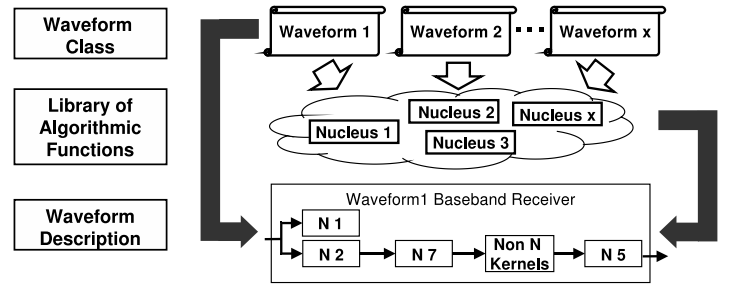 Waveform
Class
Waveform 1
Waveform 2
Waveform x
Library of
Algorithmic
Functions
Nucleus 1
Nucleus 2
Nucleus 3
Nucleus x
Waveform
Description
Waveform1 Baseband Receiver
N 1
N 2
N 7
Non N
Kernels
N 5